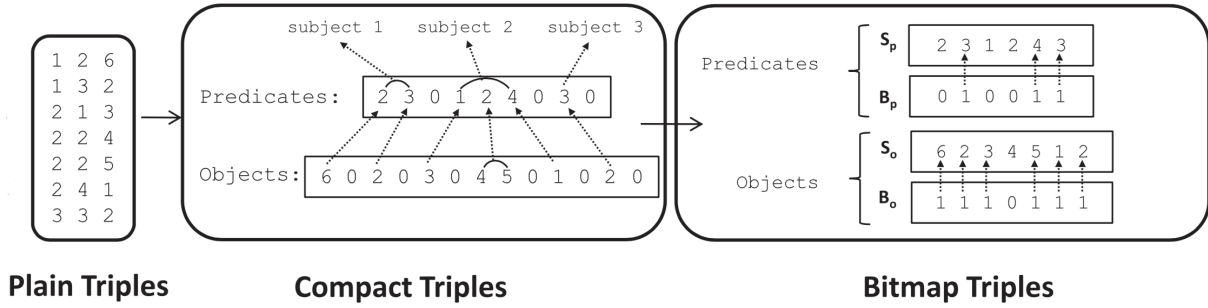 1 2 6
1 3 2
2 1 3
2 2 4
2 2 5
2 4 1
3 3 2
Plain Triples
subject 1 subject 2 subject 3
Predicates: 2 3 0 1 2 4 0 3 0
Objects: 6 0 2 0 3 0 4 5 0 1 0 2 0
Compact Triples
Predicates
Sp 2 3 1 2 4 3
Bp 0 1 0 0 1 1
Objects
So 6 2 3 4 5 1 2
Bo 1 1 1 0 1 1 1
Bitmap Triples